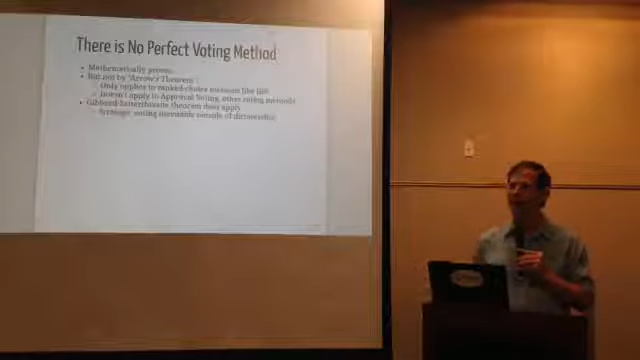 There is No Perfect Voting Method
• Mathematically proven
• But not by "Arrow's Theorem"
Only applies to ranked-choice methods like IRV
Doesn't apply to Approval Voting, other voting methods
• Gibbard-Satterthwaite theorem does apply
Strategic voting inevitable outside of dictatorship